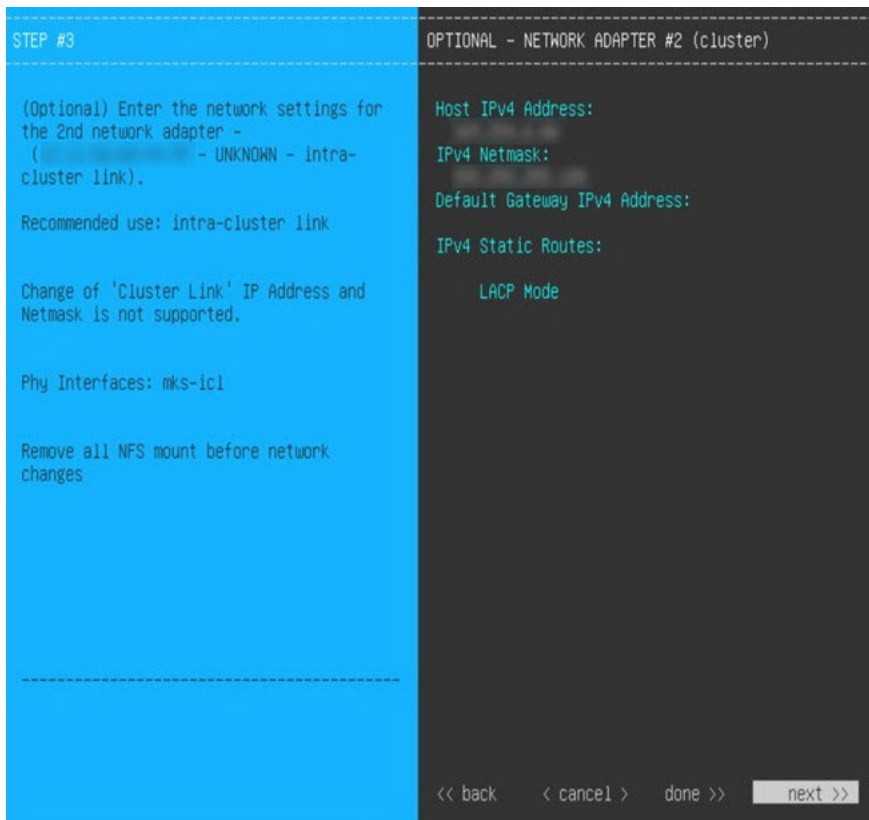 STEP #3
(Optional) Enter the network settings for
the 2nd network adapter -
( - UNKNOWN - intra-
cluster link).
Recommended use: intra-cluster link
Change of 'Cluster Link' IP Address and
Netmask is not supported.
Phy Interfaces: mks-icl
Remove all NFS mount before network
changes
OPTIONAL - NETWORK ADAPTER #2 (cluster)
Host IPv4 Address:
IPv4 Netmask:
Default Gateway IPv4 Address:
IPv4 Static Routes:
LACP Mode
<< back < cancel > done >> next >>